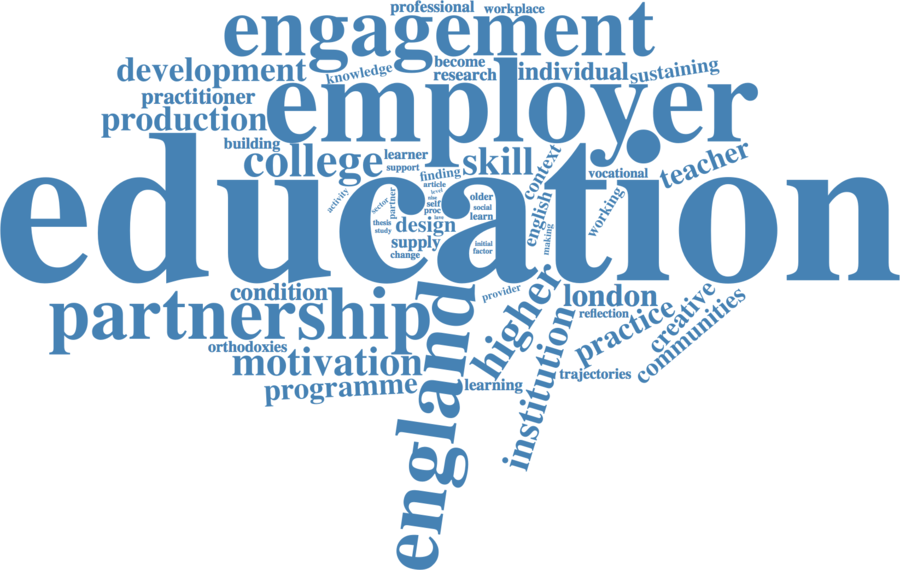 professional
workplace
engagement
development
knowledge
become
research
individual
sustaining
practitioner
employer
production
building
college
learner
support
skill
context
vocational
teacher
finding
article
level
education
activity
sector
partner
self
proc
older
social
learn
english
working
thesis
study
design
making
supply
change
initial
factor
condition
partnership
england
provider
higher
london
reflection
practice
creative
communities
orthodoxies
motivation
institution
programme
learning
trajectories